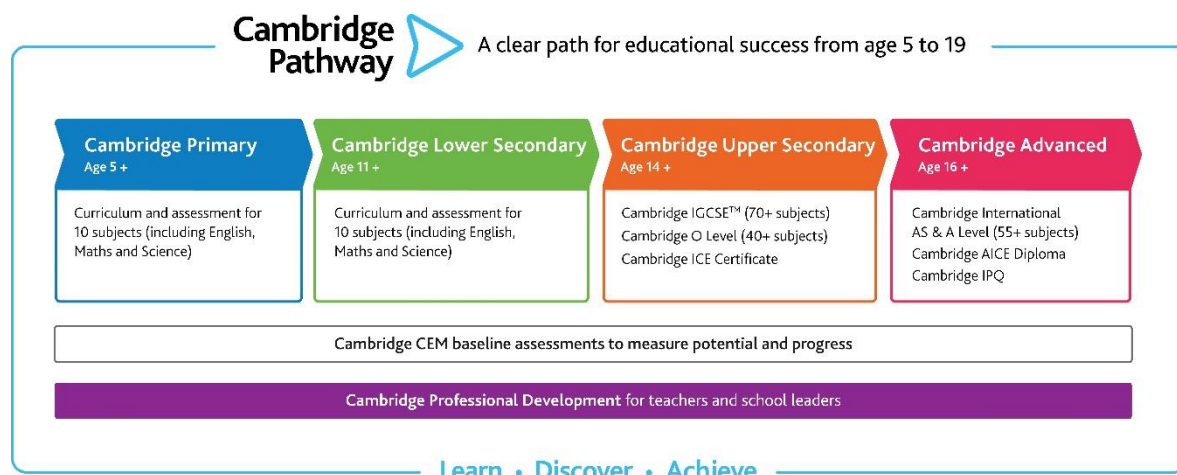 Cambridge
Pathway
A clear path for educational success from age 5 to 19
Cambridge Primary
Age 5 +
Curriculum and assessment for
10 subjects (including English,
Maths and Science)
Cambridge Lower Secondary
Age 11 +
Curriculum and assessment for
10 subjects (including English,
Maths and Science)
Cambridge Upper Secondary
Age 14 +
Cambridge IGCSE™ (70+ subjects)
Cambridge O Level (40+ subjects)
Cambridge ICE Certificate
Cambridge Advanced
Age 16 +
Cambridge International
AS & A Level (55+ subjects)
Cambridge AICE Diploma
Cambridge IPQ
Cambridge CEM baseline assessments to measure potential and progress
Cambridge Professional Development for teachers and school leaders
Learn • Discover • Achieve